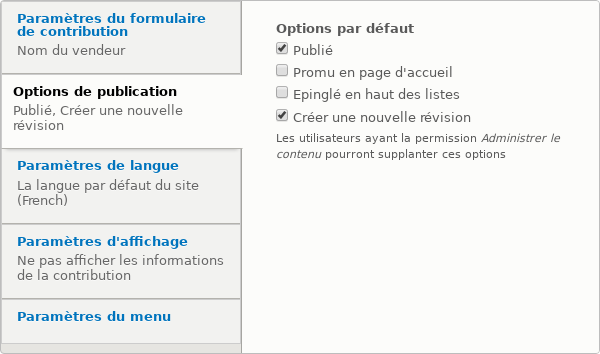 Paramètres du formulaire
de contribution
Nom du vendeur
Options de publication
Publié, Créer une nouvelle
révision
Paramètres de langue
La langue par défaut du site
(French)
Paramètres d'affichage
Ne pas afficher les informations
de la contribution
Paramètres du menu
Options par défaut
Publié
Promu en page d'accueil
Epinglé en haut des listes
Créer une nouvelle révision
Les utilisateurs ayant la permission Administrer le
contenu pourront supplanter ces options